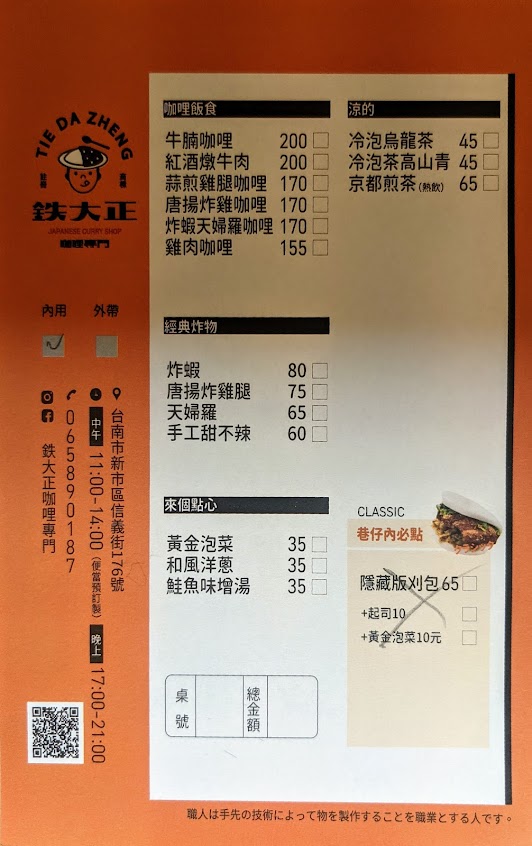 TIE DA ZHENG
鉄大正
JAPANESE CURRY SHOP
咖哩專門
內用 外帶
鉄大正咖哩專門
065890187
中午 11:00-14:00(便當預訂製) 晚上 17:00-21:00
台南市新市區信義街176號
咖哩飯食
牛腩咖哩 200
紅酒燉牛肉 200
蒜煎雞腿咖哩 170
唐揚炸雞咖哩 170
炸蝦天婦羅咖哩 170
雞肉咖哩 155
涼的
冷泡烏龍茶 45
冷泡茶高山青 45
京都煎茶(熱飲) 65
經典炸物
炸蝦 80
唐揚炸雞腿 75
天婦羅 65
手工甜不辣 60
來個點心
黃金泡菜 35
和風洋蔥 35
鮭魚味增湯 35
CLASSIC
巷仔內必點
隱藏版刈包 65
+起司10
+黃金泡菜10元
桌號
總金額
職人は手先の技術によって物を製作することを職業とする人です。